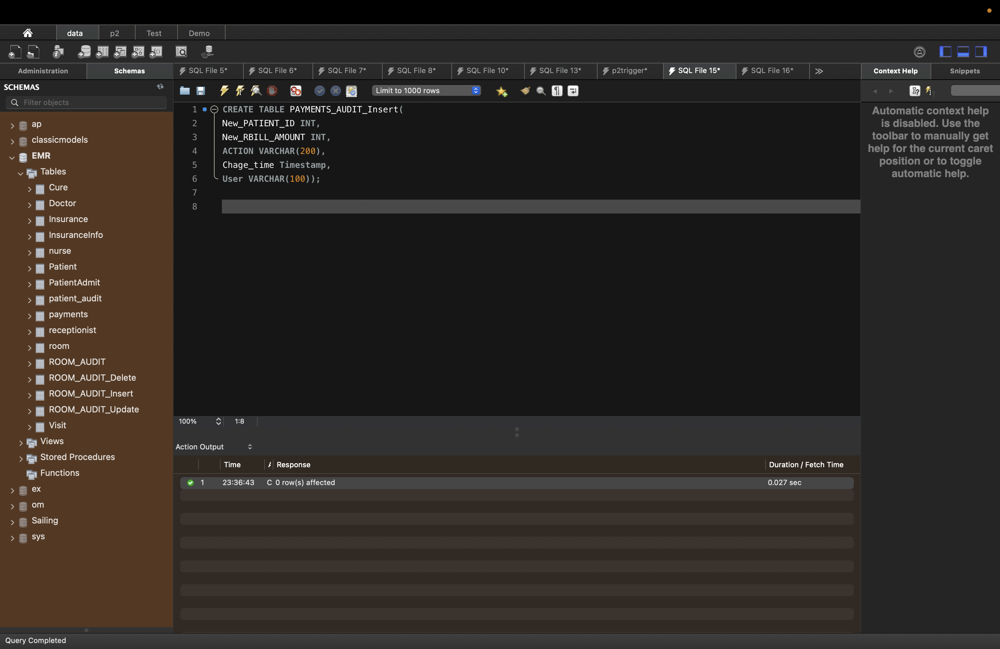 data
p2
Test
Demo
Administration
Schemas
SQL File 5*
SQL File 6*
SQL File 7*
SQL File 8*
SQL File 10*
SQL File 13*
p2trigger*
SQL File 15*
SQL File 16*
Context Help
Snippets
SCHEMAS
Filter objects
Limit to 1000 rows
ap
classicmodels
EMR
Tables
Cure
Doctor
Insurance
InsuranceInfo
nurse
Patient
PatientAdmit
patient_audit
payments
receptionist
room
ROOM_AUDIT
ROOM_AUDIT_Delete
ROOM_AUDIT_Insert
ROOM_AUDIT_Update
Visit
Views
Stored Procedures
Functions
ex
om
Sailing
sys
1 CREATE TABLE PAYMENTS_AUDIT_Insert(
2 New_PATIENT_ID INT,
3 New_RBILL_AMOUNT INT,
4 ACTION VARCHAR(200),
5 Chage_time Timestamp,
6 User VARCHAR(100));
7
8
Automatic context help
is disabled. Use the
toolbar to manually get
help for the current caret
position or to toggle
automatic help.
100%
1:8
Action Output
Time
Response
Duration / Fetch Time
1 23:36:43 C 0 row(s) affected 0.027 sec
Query Completed